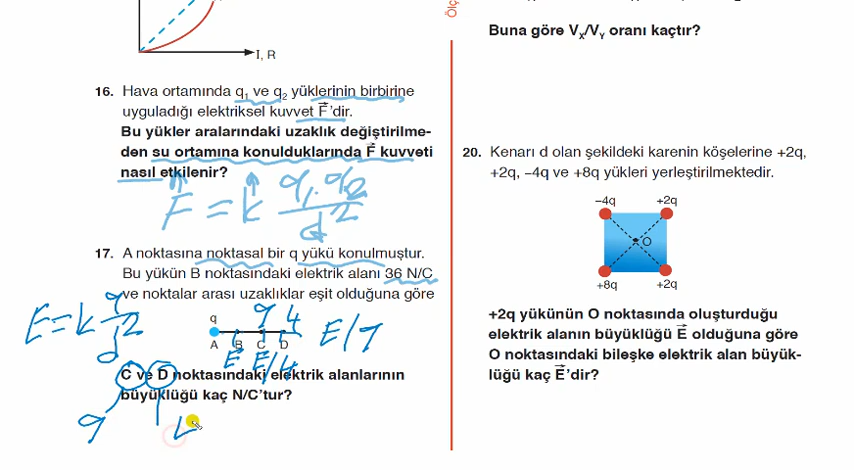 I, R
16. Hava ortamında q₁ ve q₂ yüklerinin birbirine
uyguladığı elektriksel kuvvet F⃗'dir.
Bu yükler aralarındaki uzaklık değiştirilme-
den su ortamına konulduklarında F⃗ kuvveti
nasıl etkilenir?
F = k q₁.q₂ / d²
17. A noktasına noktasal bir q yükü konulmuştur.
Bu yükün B noktasındaki elektrik alanı 36 N/C
ve noktalar arası uzaklıklar eşit olduğuna göre
E = k q / d²
q 9 4
A B C D E/9
E E/4
C ve D noktasındaki elektrik alanlarının
büyüklüğü kaç N/C'tur?
9
Buna göre Vₓ/Vᵧ oranı kaçtır?
20. Kenarı d olan şekildeki karenin köşelerine +2q,
+2q, –4q ve +8q yükleri yerleştirilmektedir.
–4q +2q
O
+8q +2q
+2q yükünün O noktasında oluşturduğu
elektrik alanın büyüklüğü E⃗ olduğuna göre
O noktasındaki bileşke elektrik alan büyük-
lüğü kaç E⃗'dir?